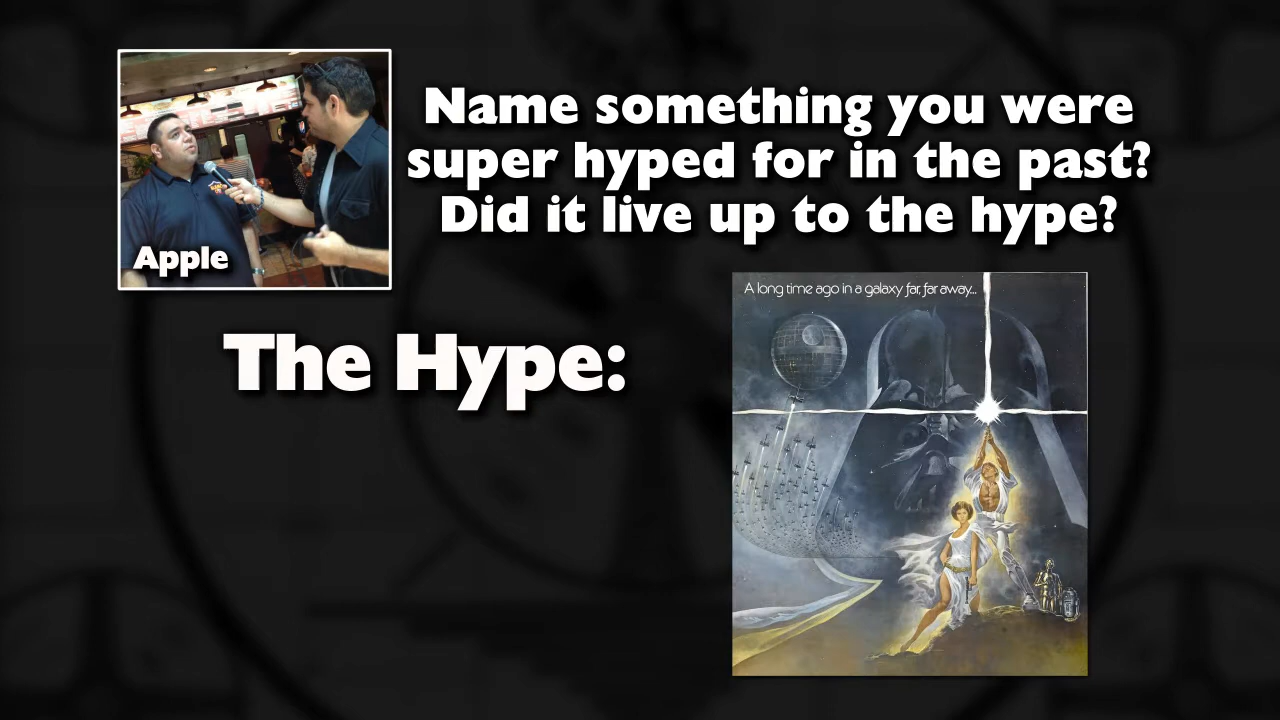 Name something you were
super hyped for in the past?
Did it live up to the hype?
Apple
The Hype:
A long time ago in a galaxy far, far away...